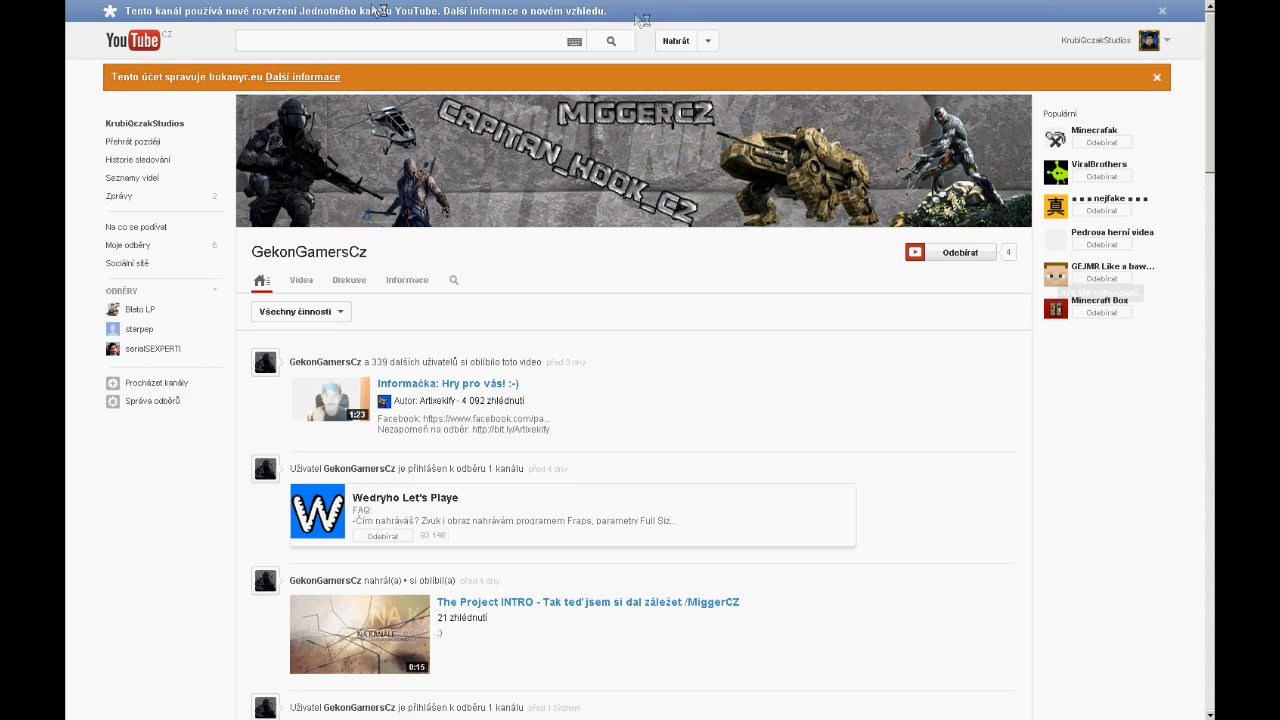 Tento kanál používá nové rozvržení Jednotného kanálu YouTube. Další informace o novém vzhledu.
YouTube CZ
Nahrát
KrubiQczakStudios
Tento účet spravuje bukanyr.eu Další informace
CAPITAN_HOOK_CZ
MIGGERCZ
KrubiQczakStudios
Přehrát později
Historie sledování
Seznamy videí
Zprávy 2
Na co se podívat
Moje odběry 6
Sociální sítě
ODBĚRY
Blato LP
starpep
serialSEXPERTI
Procházet kanály
Správa odběrů
GekonGamersCz
Odebírat 4
Videa Diskuse Informace
Všechny činnosti
GekonGamersCz a 339 dalších uživatelů si oblíbilo toto video před 3 dny
Informačka: Hry pro vás! :-)
Autor: Artixekify · 4 092 zhlédnutí
Facebook: https://www.facebook.com/pa...
Nezapomeň na odběr: http://bit.ly/Artixekify
1:23
Uživatel GekonGamersCz je přihlášen k odběru 1 kanálu před 4 dny
W
Wedryho Let's Playe
FAQ:
-Čím nahráváš? Zvuk i obraz nahrávám programem Fraps, parametry Full Siz...
Odebírat 93 148
GekonGamersCz nahrál(a) • si oblíbil(a) před 4 dny
The Project INTRO - Tak teď jsem si dal záležet /MiggerCZ
21 zhlédnutí
:)
NA KANÁLE
0:15
Uživatel GekonGamersCz je přihlášen k odběru 1 kanálu před 1 týdnem
Populární
Minecrafak
Odebírat
ViralBrothers
Odebírat
真
■ ■ ■ nejfake ■ ■ ■
Odebírat
Pedrova herní videa
Odebírat
GEJMR Like a baw...
Odebírat
Minecraft Box
Odebírat